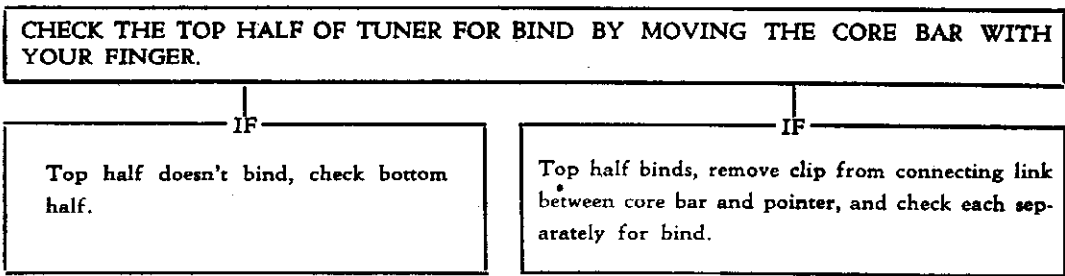 CHECK THE TOP HALF OF TUNER FOR BIND BY MOVING THE CORE BAR WITH
YOUR FINGER.
IF
Top half doesn't bind, check bottom
half.
IF
Top half binds, remove clip from connecting link
between core bar and pointer, and check each sep-
arately for bind.